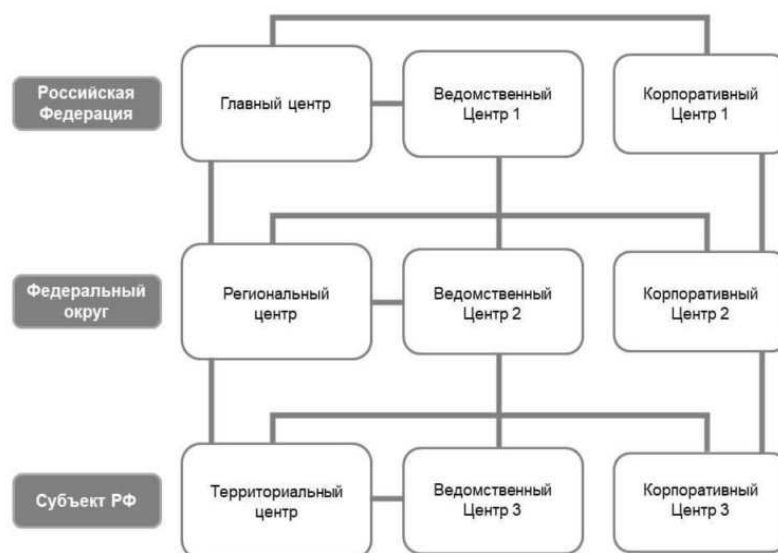 Российская
Федерация
Главный центр
Ведомственный
Центр 1
Корпоративный
Центр 1
Федеральный
округ
Региональный
центр
Ведомственный
Центр 2
Корпоративный
Центр 2
Субъект РФ
Территориальный
центр
Ведомственный
Центр 3
Корпоративный
Центр 3